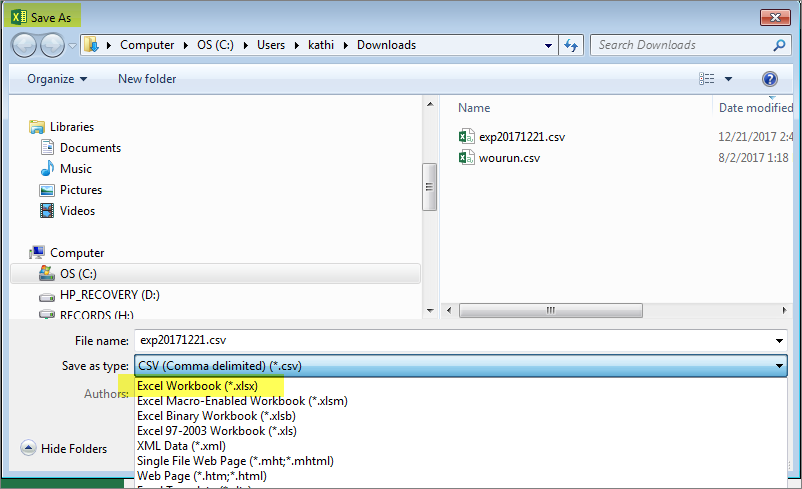 Save As
Computer ▸ OS (C:) ▸ Users ▸ kathi ▸ Downloads
Search Downloads
Organize
New folder
Libraries
Documents
Music
Pictures
Videos
Computer
OS (C:)
HP_RECOVERY (D:)
RECORDS (H:)
Name Date modified
exp20171221.csv 12/21/2017 2:4
wourun.csv 8/2/2017 1:18
File name: exp20171221.csv
Save as type: CSV (Comma delimited) (*.csv)
Authors:
Excel Workbook (*.xlsx)
Excel Macro-Enabled Workbook (*.xlsm)
Excel Binary Workbook (*.xlsb)
Excel 97-2003 Workbook (*.xls)
XML Data (*.xml)
Single File Web Page (*.mht;*.mhtml)
Web Page (*.htm;*.html)
Hide Folders